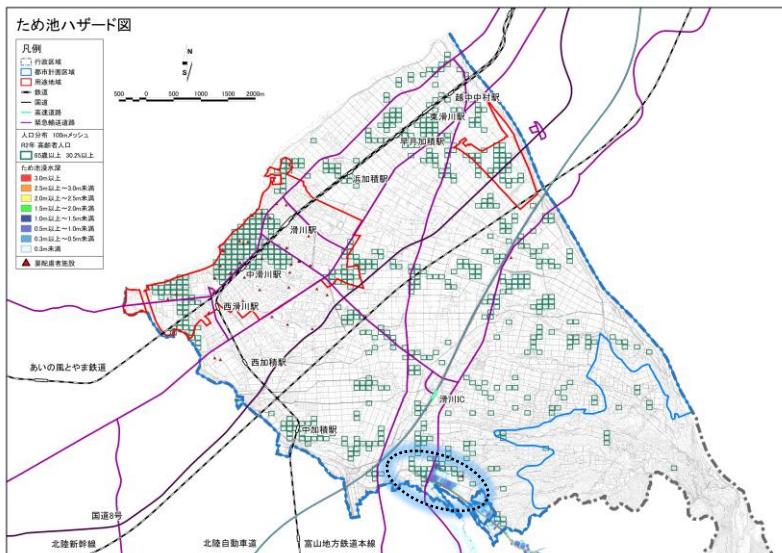 ため池ハザード図
凡例
行政区域
都市計画区域
用途地域
鉄道
国道
高速道路
緊急輸送道路
人口分布 100mメッシュ
R2年 高齢者人口
65歳以上 30.2%以上
ため池浸水深
3.0m以上
2.5m以上~3.0m未満
2.0m以上~2.5m未満
1.5m以上~2.0m未満
1.0m以上~1.5m未満
0.5m以上~1.0m未満
0.3m以上~0.5m未満
0.3m未満
要配慮者施設
N
S
500 0 500 1000 1500 2000m
越中中村駅
東滑川駅
早月加積駅
浜加積駅
滑川駅
中滑川駅
西滑川駅
西加積駅
あいの風とやま鉄道
滑川IC
中加積駅
国道8号
北陸新幹線
北陸自動車道
富山地方鉄道本線